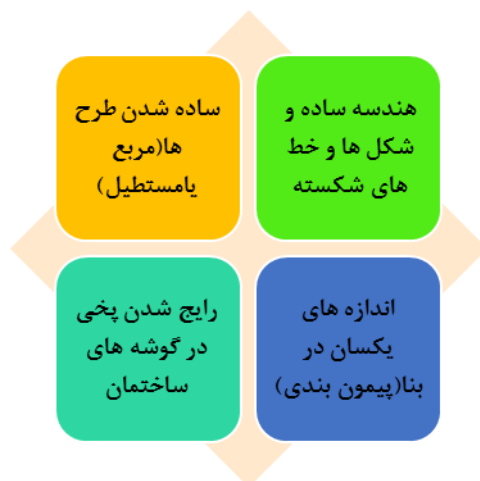 هندسه ساده و
شکل ها و خط
های شکسته
ساده شدن طرح
ها(مربع
یامستطیل)
اندازه های
یکسان در
بنا(پیمون بندی)
رایج شدن پخی
در گوشه های
ساختمان